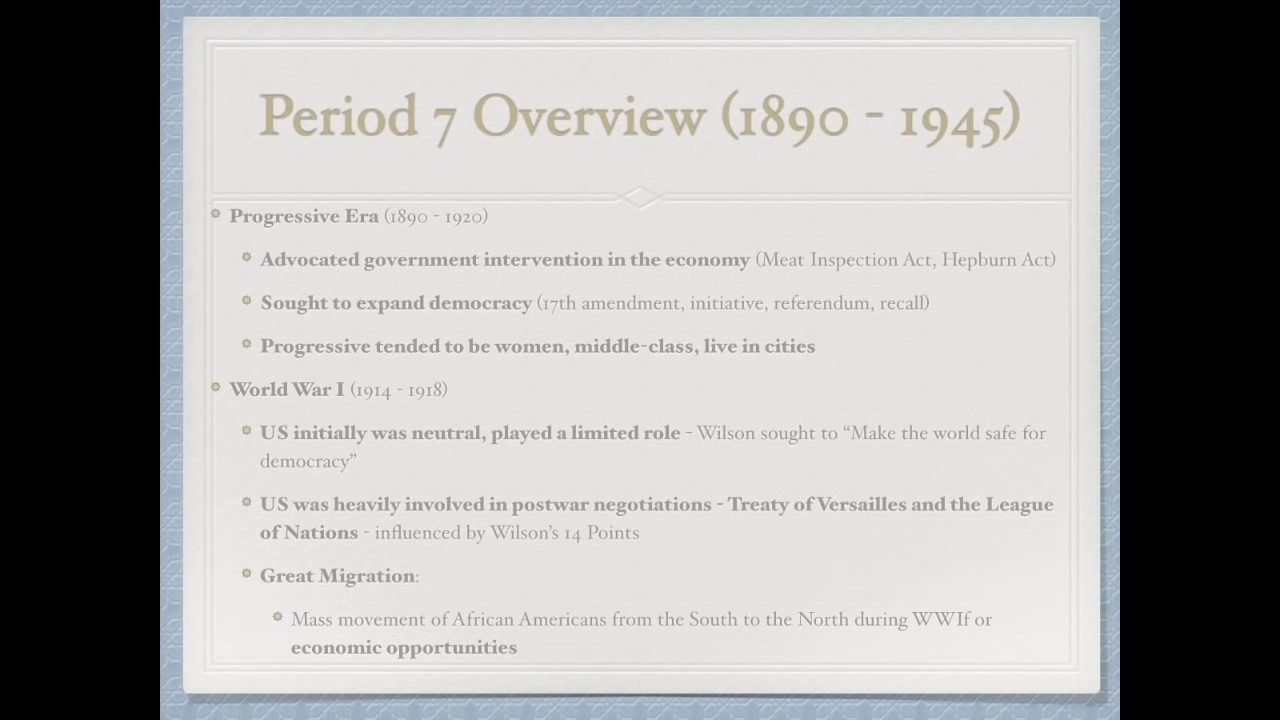 Period 7 Overview (1890 - 1945)
Progressive Era (1890 - 1920)
Advocated government intervention in the economy (Meat Inspection Act, Hepburn Act)
Sought to expand democracy (17th amendment, initiative, referendum, recall)
Progressive tended to be women, middle-class, live in cities
World War I (1914 - 1918)
US initially was neutral, played a limited role - Wilson sought to “Make the world safe for
democracy”
US was heavily involved in postwar negotiations - Treaty of Versailles and the League
of Nations - influenced by Wilson’s 14 Points
Great Migration:
Mass movement of African Americans from the South to the North during WWIf or
economic opportunities